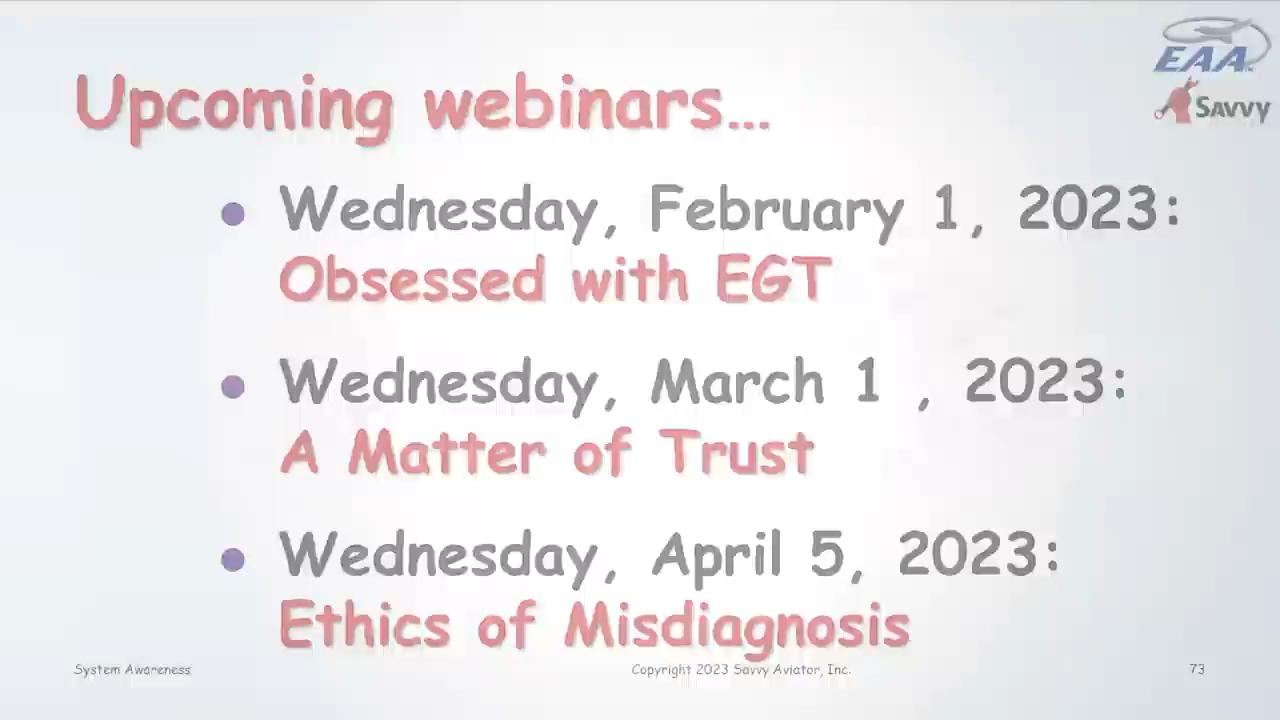 EAA
SAVVY
Upcoming webinars...
Wednesday, February 1, 2023:
Obsessed with EGT
Wednesday, March 1 , 2023:
A Matter of Trust
Wednesday, April 5, 2023:
Ethics of Misdiagnosis
System Awareness
Copyright 2023 Savvy Aviator, Inc.
73